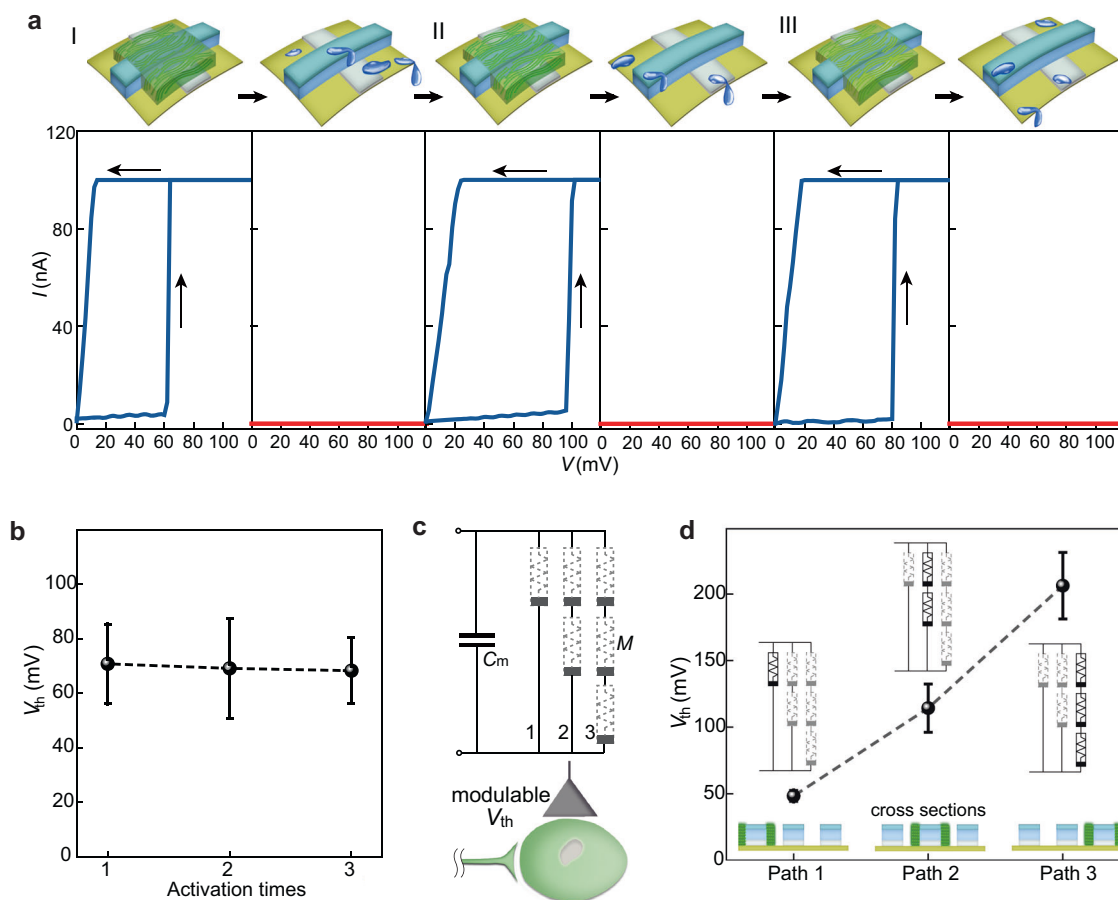 a
I
II
III
120
80
40
0
I (nA)
0 20 40 60 80 100
0 20 40 60 80 100
0 20 40 60 80 100
0 20 40 60 80 100
0 20 40 60 80 100
0 20 40 60 80 100
V (mV)
b
100
80
60
40
20
0
Vth (mV)
1 2 3
Activation times
c
Cm
M
1 2 3
modulable
Vth
d
200
150
100
50
0
Vth (mV)
cross sections
Path 1 Path 2 Path 3